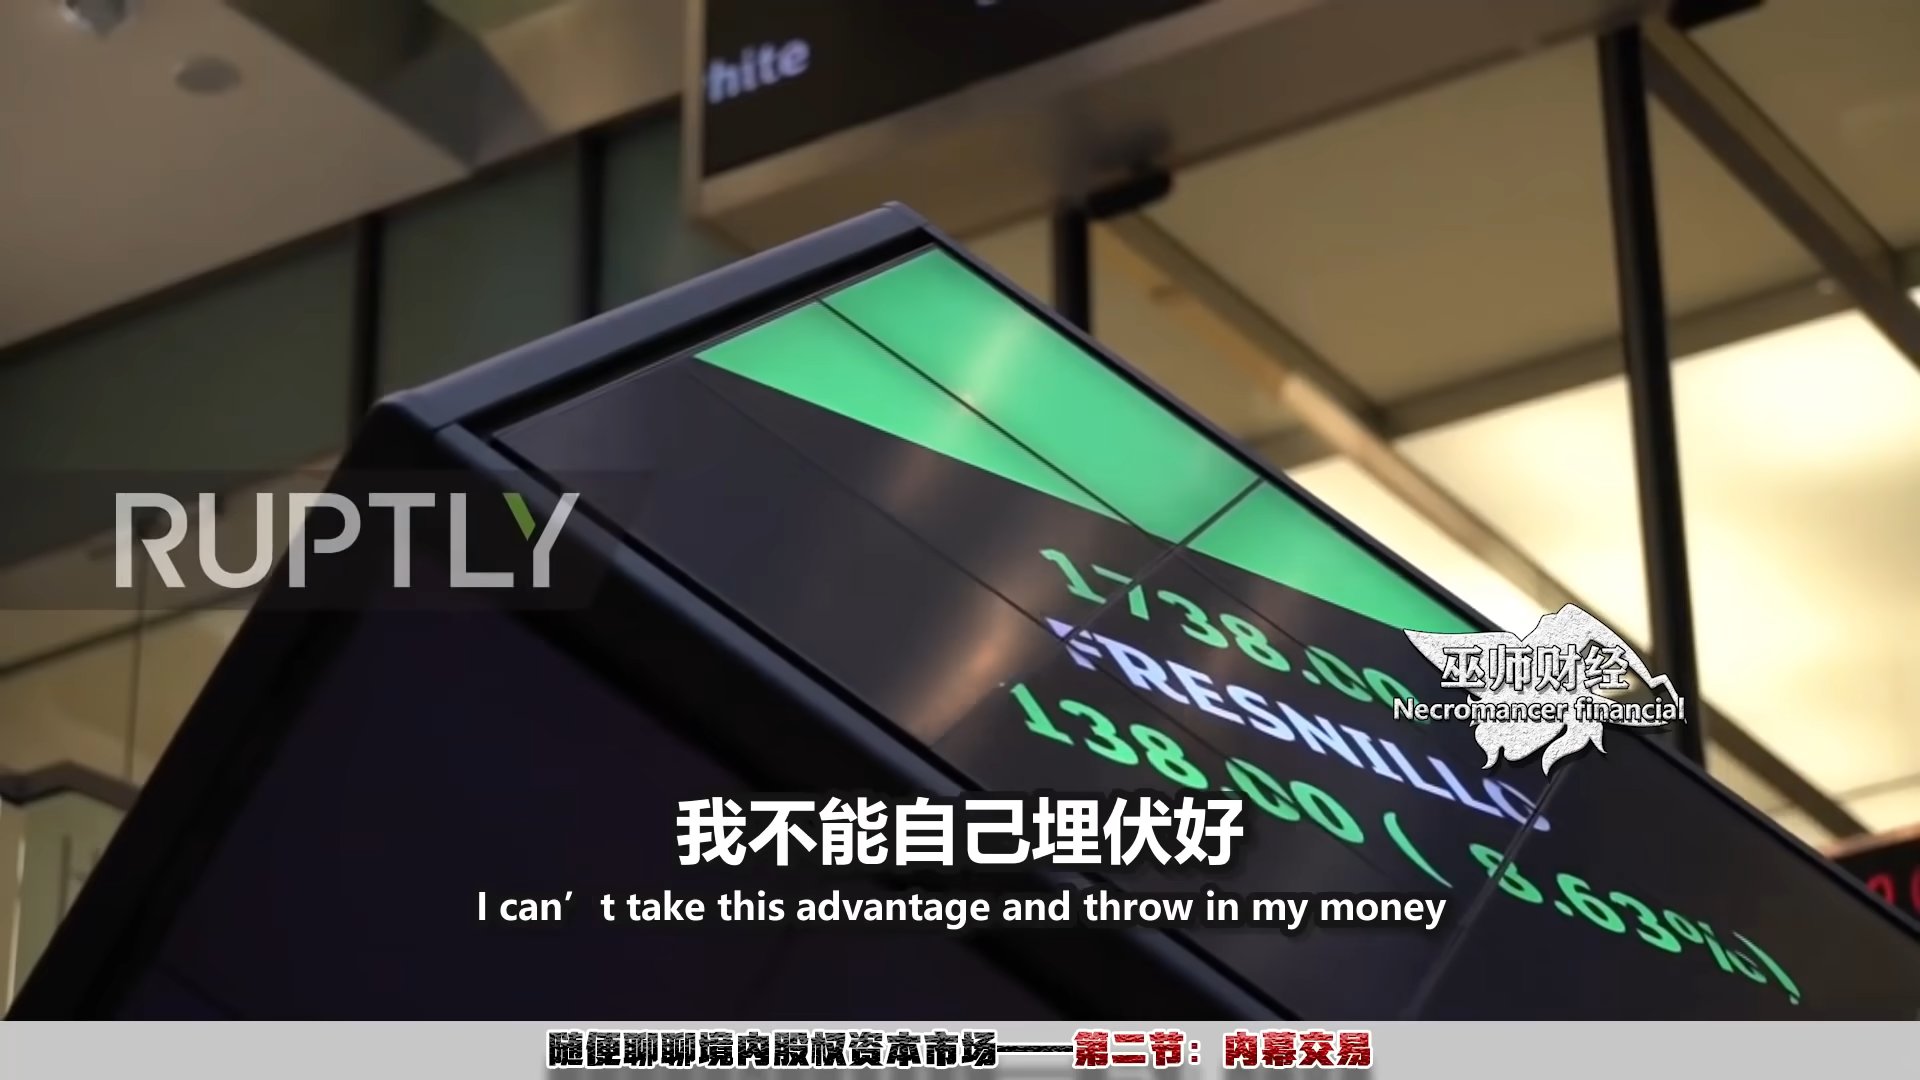 hite
RUPTLY
1738.00
FRESNILLO
138.00 ( 8.63%)
巫师财经
Necromancer financial
我不能自己埋伏好
I can’t take this advantage and throw in my money
随便聊聊境内股权资本市场——第二节：内幕交易